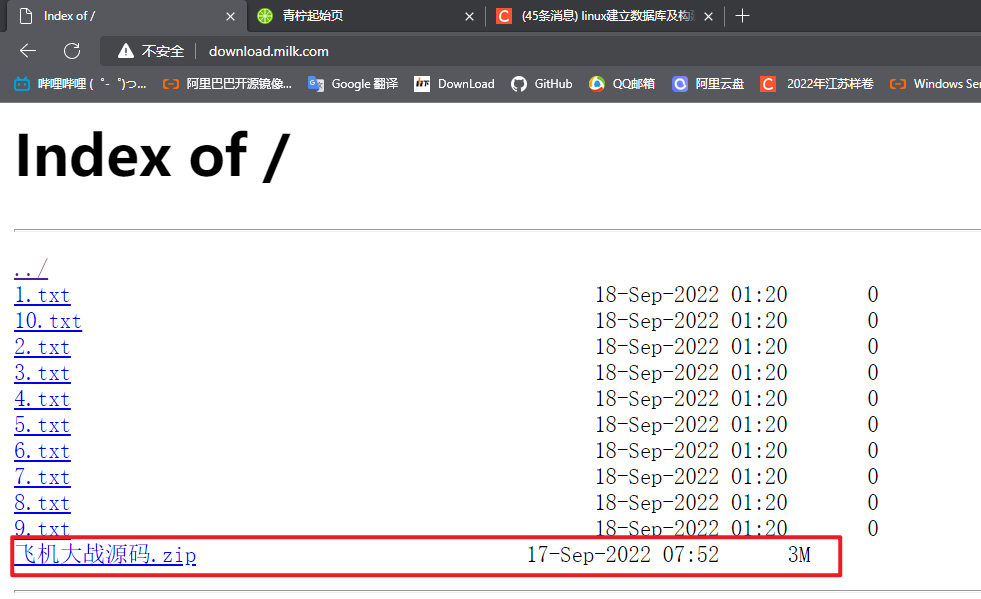 Index of /
青柠起始页
(45条消息) linux建立数据库及构
不安全
download.milk.com
哔哩哔哩 ( ゜- ゜)つ...
阿里巴巴开源镜像...
Google 翻译
DownLoad
GitHub
QQ邮箱
阿里云盘
2022年江苏样卷
Windows Se
Index of /
../
1.txt 18-Sep-2022 01:20 0
10.txt 18-Sep-2022 01:20 0
2.txt 18-Sep-2022 01:20 0
3.txt 18-Sep-2022 01:20 0
4.txt 18-Sep-2022 01:20 0
5.txt 18-Sep-2022 01:20 0
6.txt 18-Sep-2022 01:20 0
7.txt 18-Sep-2022 01:20 0
8.txt 18-Sep-2022 01:20 0
9.txt 18-Sep-2022 01:20 0
飞机大战源码.zip 17-Sep-2022 07:52 3M